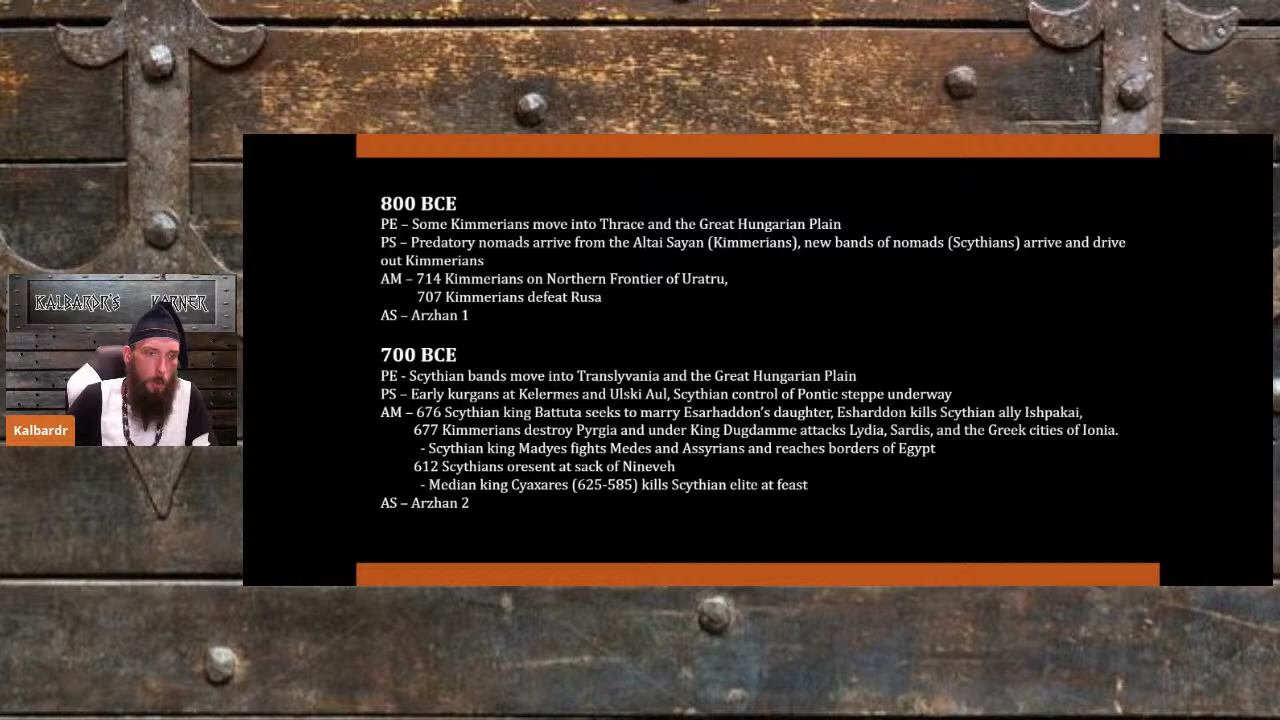 800 BCE
PE – Some Kimmerians move into Thrace and the Great Hungarian Plain
PS – Predatory nomads arrive from the Altai Sayan (Kimmerians), new bands of nomads (Scythians) arrive and drive
out Kimmerians
AM – 714 Kimmerians on Northern Frontier of Uratru,
707 Kimmerians defeat Rusa
AS – Arzhan 1
700 BCE
PE - Scythian bands move into Translyvania and the Great Hungarian Plain
PS – Early kurgans at Kelermes and Ulski Aul, Scythian control of Pontic steppe underway
AM – 676 Scythian king Battuta seeks to marry Esarhaddon's daughter, Esharddon kills Scythian ally Ishpakai,
677 Kimmerians destroy Pyrgia and under King Dugdamme attacks Lydia, Sardis, and the Greek cities of Ionia.
- Scythian king Madyes fights Medes and Assyrians and reaches borders of Egypt
612 Scythians oresent at sack of Nineveh
- Median king Cyaxares (625-585) kills Scythian elite at feast
AS – Arzhan 2
KALBARDR'S KORNER
Kalbardr